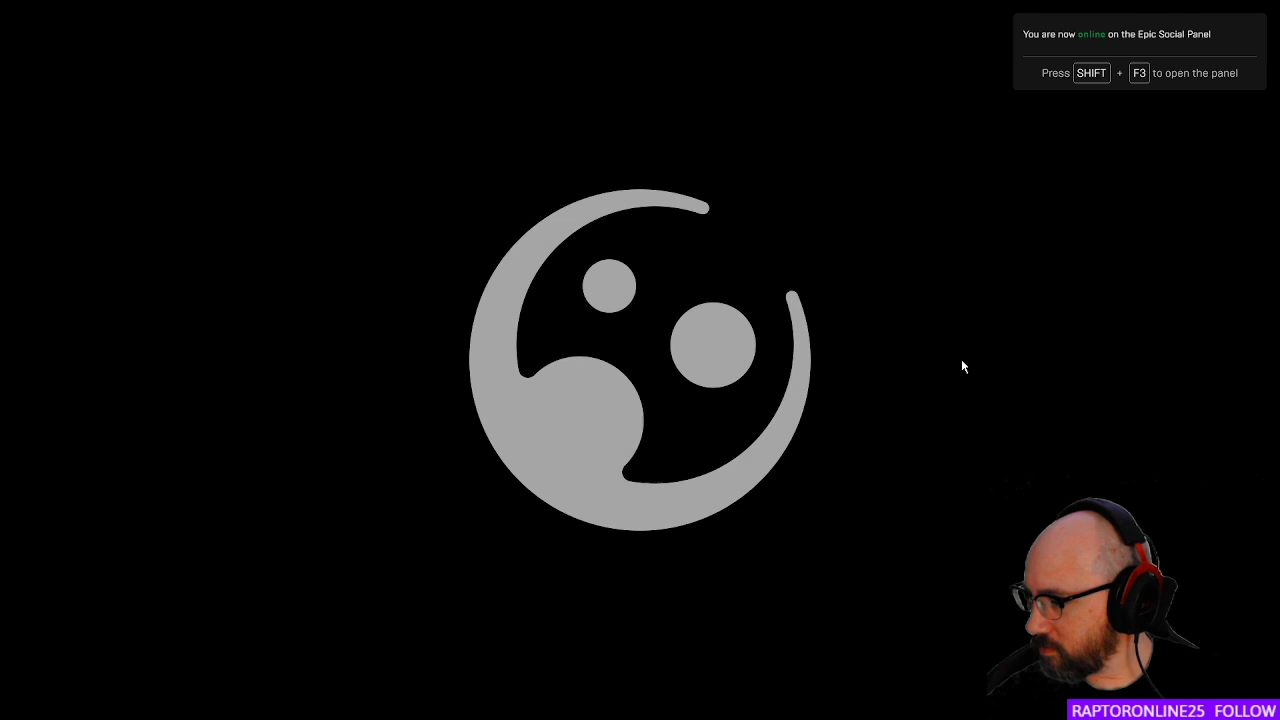 You are now online on the Epic Social Panel
Press SHIFT + F3 to open the panel
RAPTORONLINE25 FOLLOW